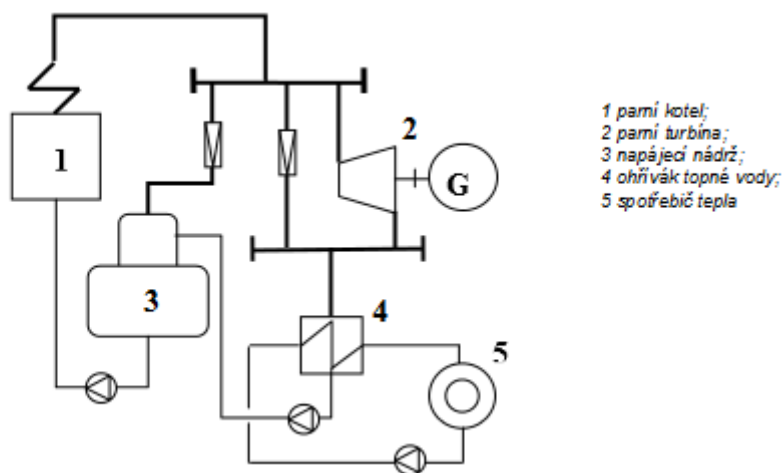 1
2
G
3
4
5
1 parní kotel;
2 parní turbína;
3 napájecí nádrž;
4 ohřívák topné vody;
5 spotřebič tepla